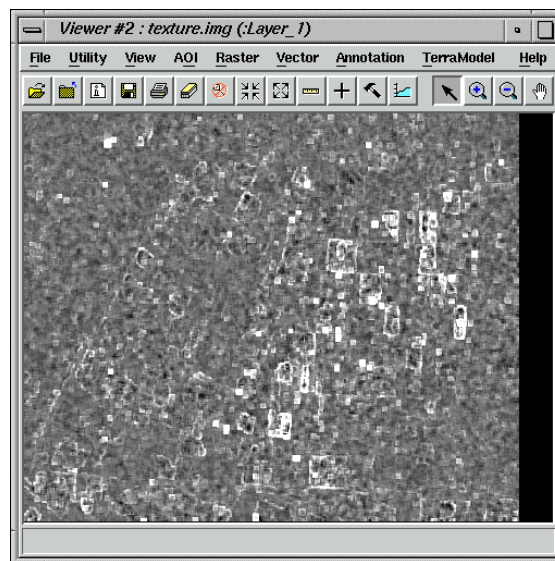 Viewer #2 : texture.img (:Layer_1)
File Utility View AOI Raster Vector Annotation TerraModel Help